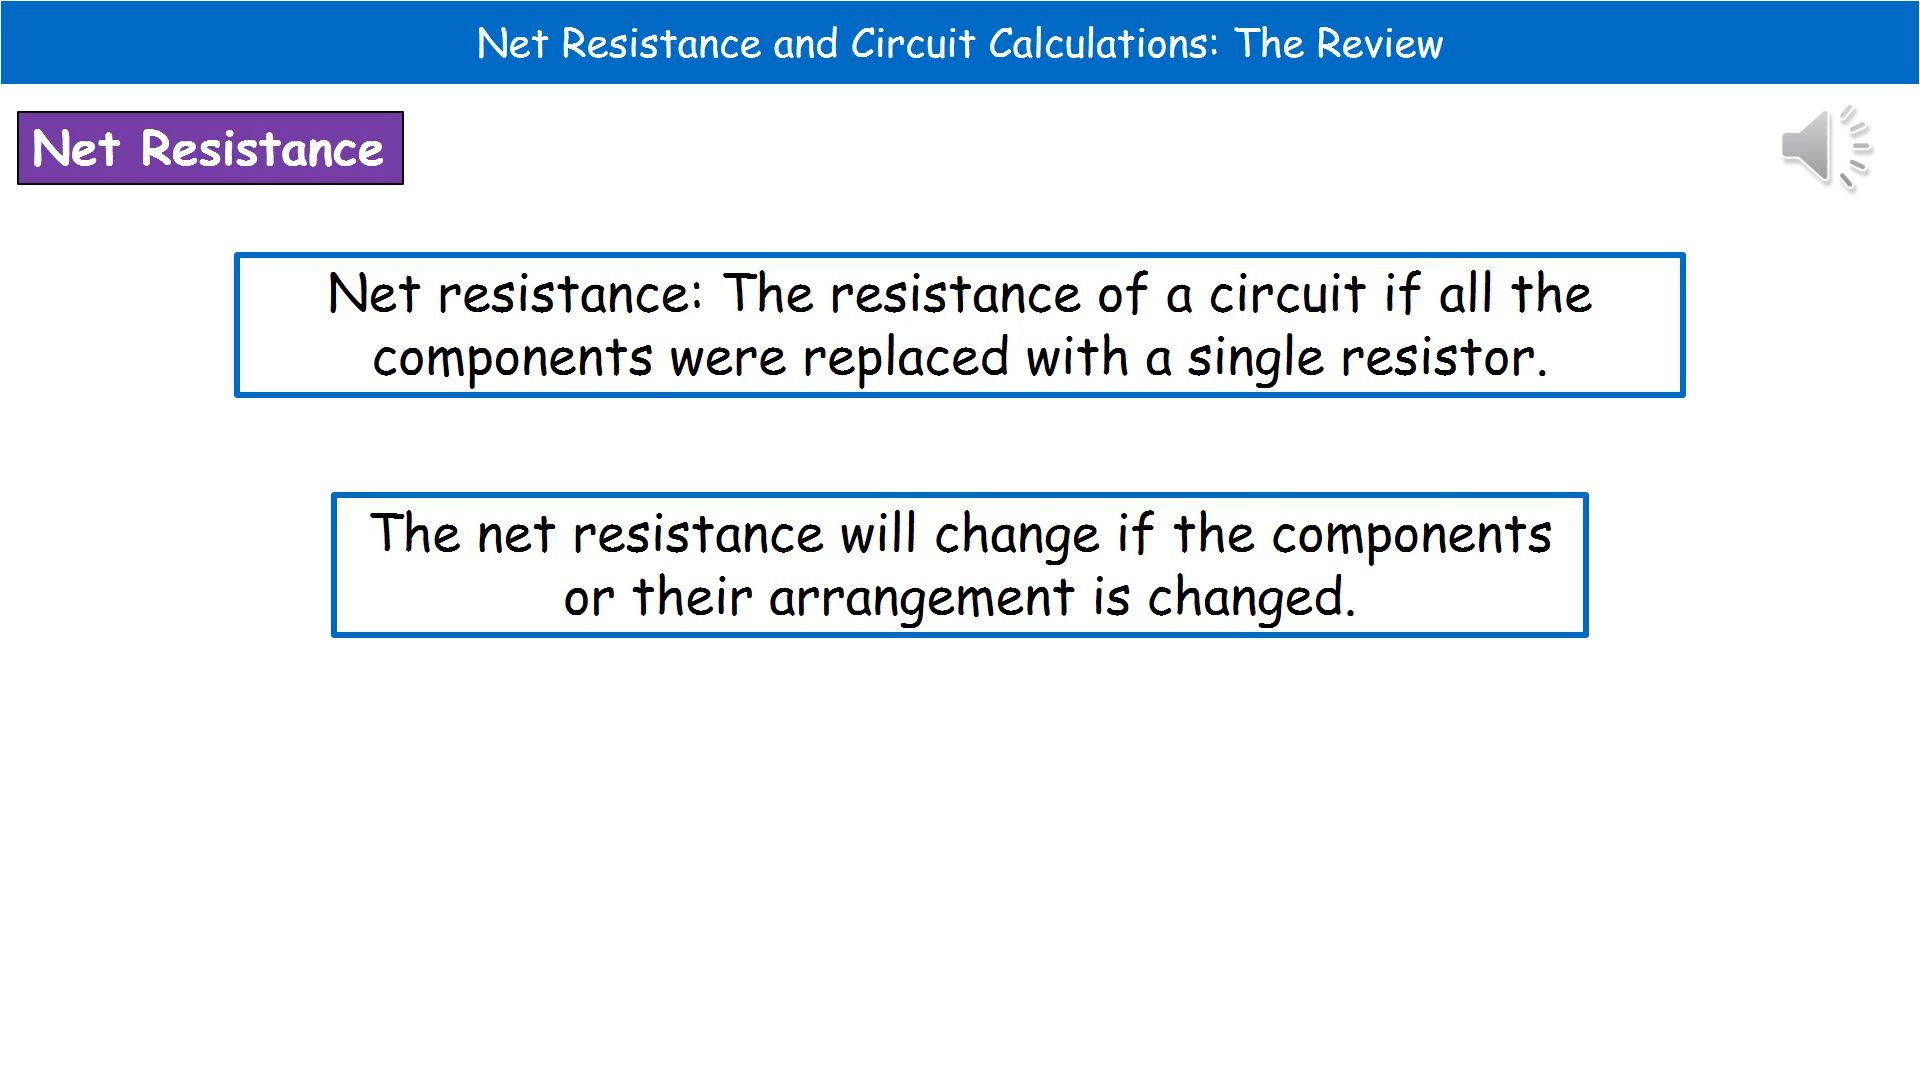 Net Resistance and Circuit Calculations: The Review
Net Resistance
Net resistance: The resistance of a circuit if all the
components were replaced with a single resistor.
The net resistance will change if the components
or their arrangement is changed.